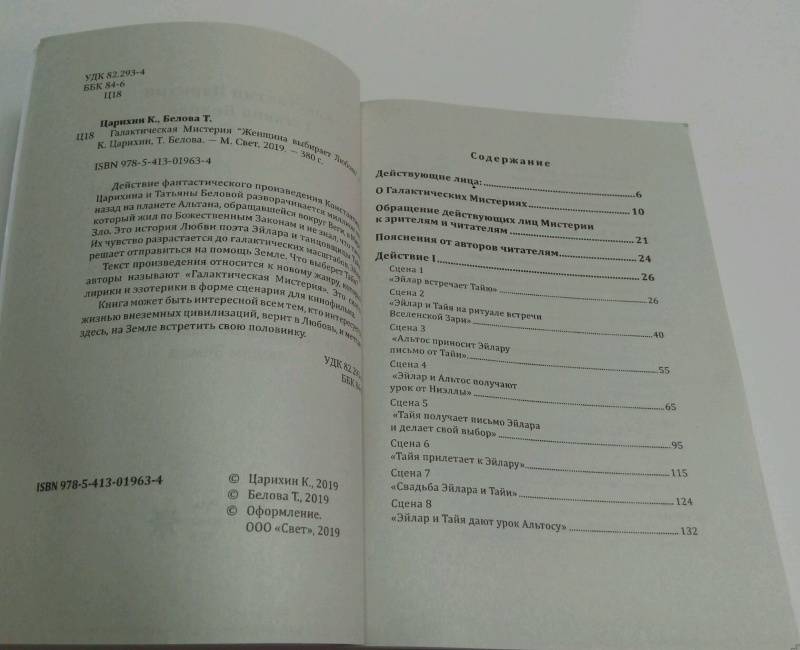 УДК 82.293-4
ББК 84-6
Ц18
Царихин К., Белова Т.
Ц18 Галактическая Мистерия "Женщина выбирает Любовь"
К. Царихин, Т. Белова. — М. Свет, 2019. — 380 с.
ISBN 978-5-413-01963-4
Действие фантастического произведения Константина
Царихина и Татьяны Беловой разворачивается
назад на планете Альтана, обращавшейся вокруг Веги, в
который жил по Божественным Законам и не знал, что
Зло. Это история Любви поэта Эйлара и танцовщицы
Их чувство разрастается до галактических масштабов.
решает отправиться на помощь Земле. Что выберет
Текст произведения относится к новому жанру,
авторы называют «Галактическая Мистерия». Это
лирики и эзотерики в форме сценария для кинофильма.
Книга может быть интересной всем тем, кто
жизнью внеземных цивилизаций, верит в Любовь, и
здесь, на Земле встретить свою половинку.
УДК 82.293
ББК
ISBN 978-5-413-01963-4
© Царихин К., 2019
© Белова Т., 2019
© Оформление.
ООО «Свет», 2019
Содержание
Действующие лица: 6
О Галактических Мистериях 10
Обращение действующих лиц Мистерии
к зрителям и читателям 21
Пояснения от авторов читателям 24
Действие I 26
Сцена 1
«Эйлар встречает Тайю» 26
Сцена 2
«Эйлар и Тайя на ритуале встречи
Вселенской Зари» 40
Сцена 3
«Альтос приносит Эйлару
письмо от Тайи» 55
Сцена 4
«Эйлар и Альтос получают
урок от Ниэллы» 65
Сцена 5
«Тайя получает письмо Эйлара
и делает свой выбор» 95
Сцена 6
«Тайя прилетает к Эйлару» 115
Сцена 7
«Свадьба Эйлара и Тайи» 124
Сцена 8
«Эйлар и Тайя дают урок Альтосу» 132